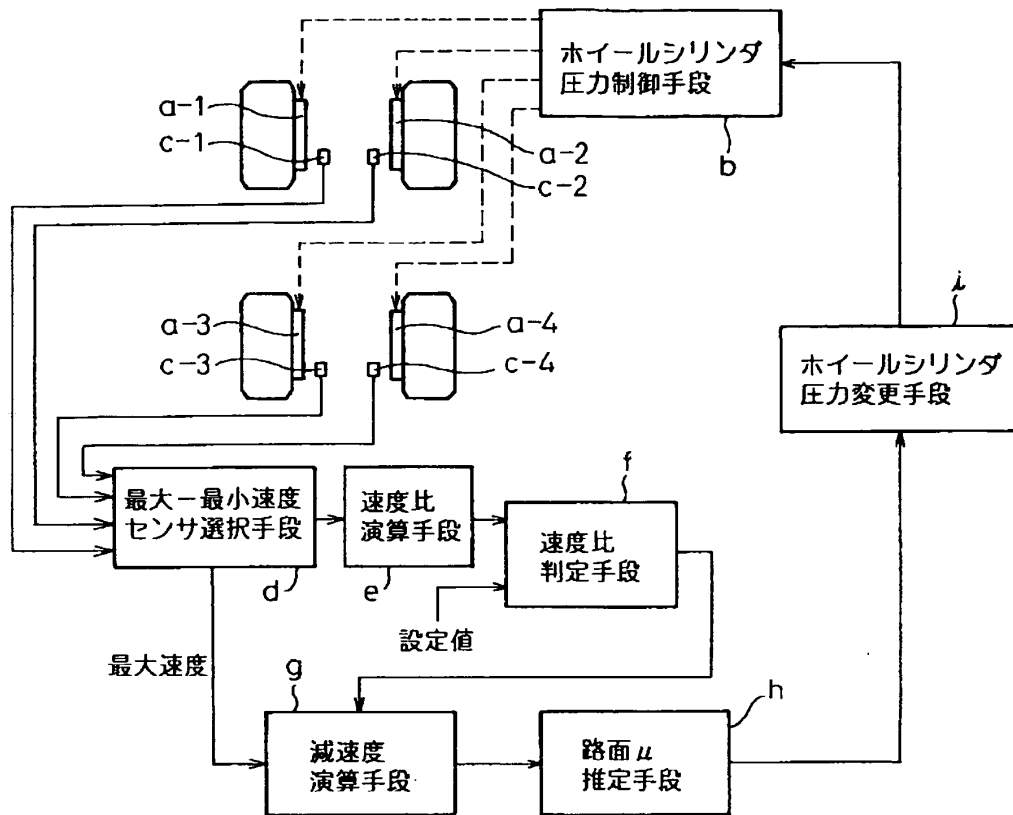 ホイールシリンダ
圧力制御手段
b
a-1
c-1
a-2
c-2
a-3
c-3
a-4
c-4
i
ホイールシリンダ
圧力変更手段
最大-最小速度
センサ選択手段
d
速度比
演算手段
e
f
速度比
判定手段
設定値
最大速度
g
減速度
演算手段
h
路面μ
推定手段